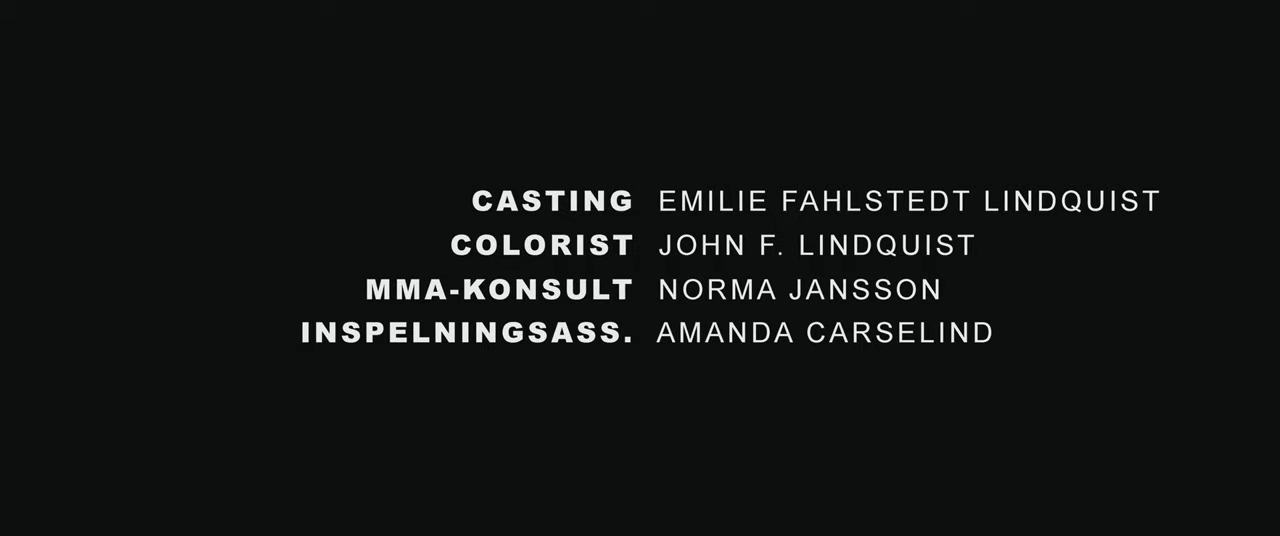 CASTING EMILIE FAHLSTEDT LINDQUIST
COLORIST JOHN F. LINDQUIST
MMA-KONSULT NORMA JANSSON
INSPELNINGSASS. AMANDA CARSELIND